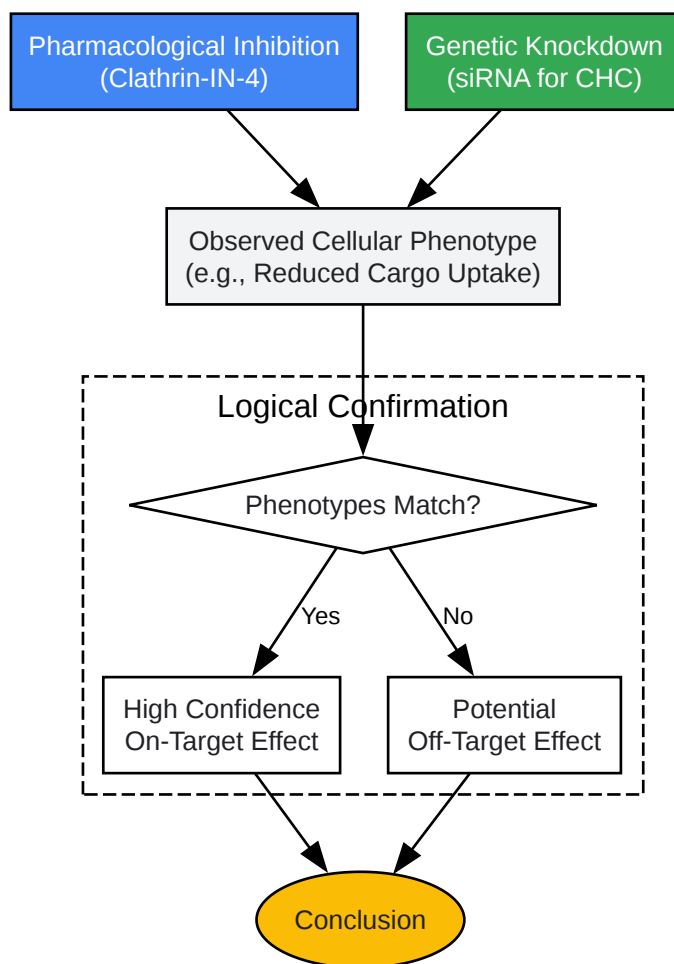 Pharmacological Inhibition
(Clathrin-IN-4)
Genetic Knockdown
(siRNA for CHC)
Observed Cellular Phenotype
(e.g., Reduced Cargo Uptake)
Logical Confirmation
Phenotypes Match?
Yes
No
High Confidence
On-Target Effect
Potential
Off-Target Effect
Conclusion